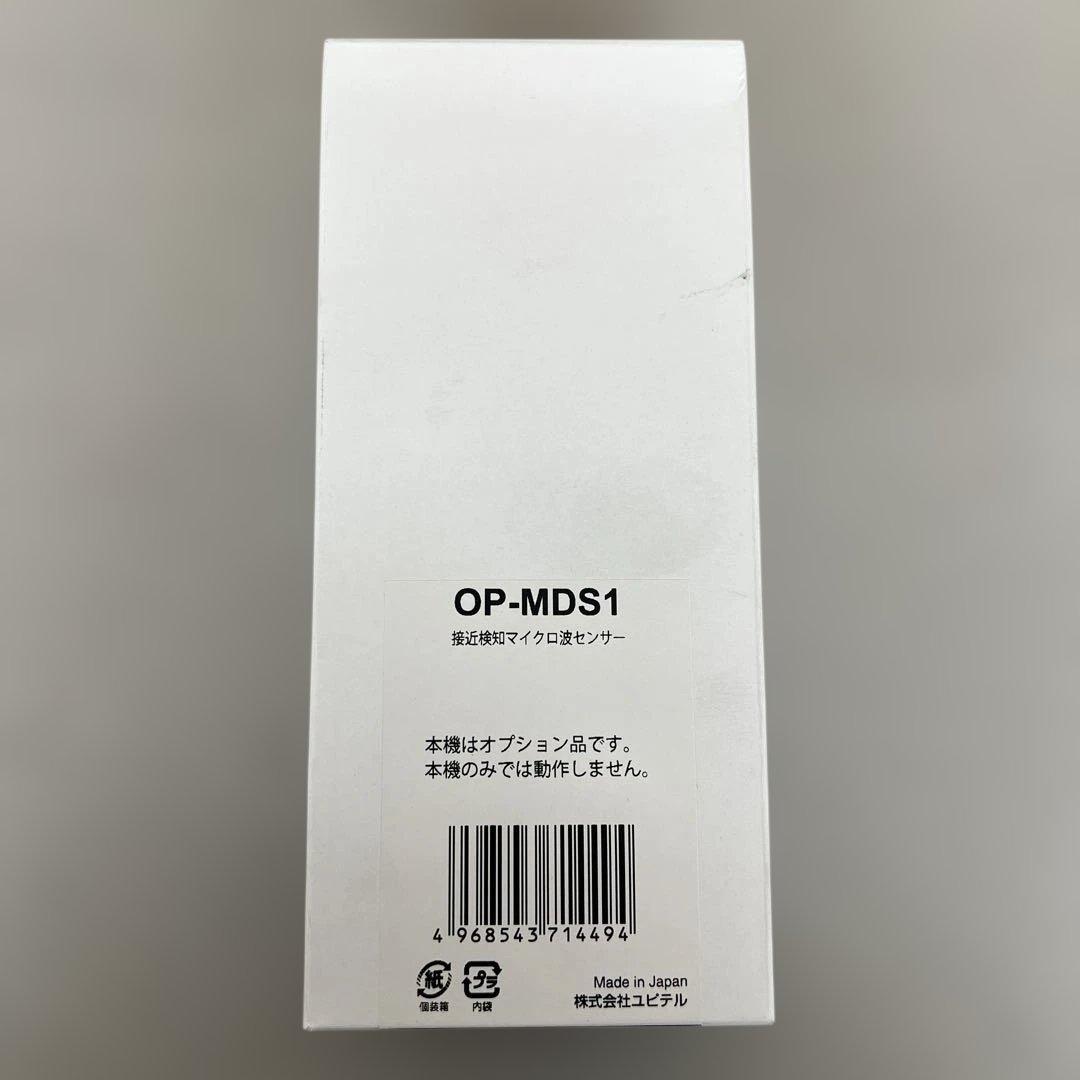 OP-MDS1
接近検知マイクロ波センサー
本機はオプション品です。
本機のみでは動作しません。
4 968543 714494
紙 プラ
個装箱 内袋
Made in Japan
株式会社ユピテル